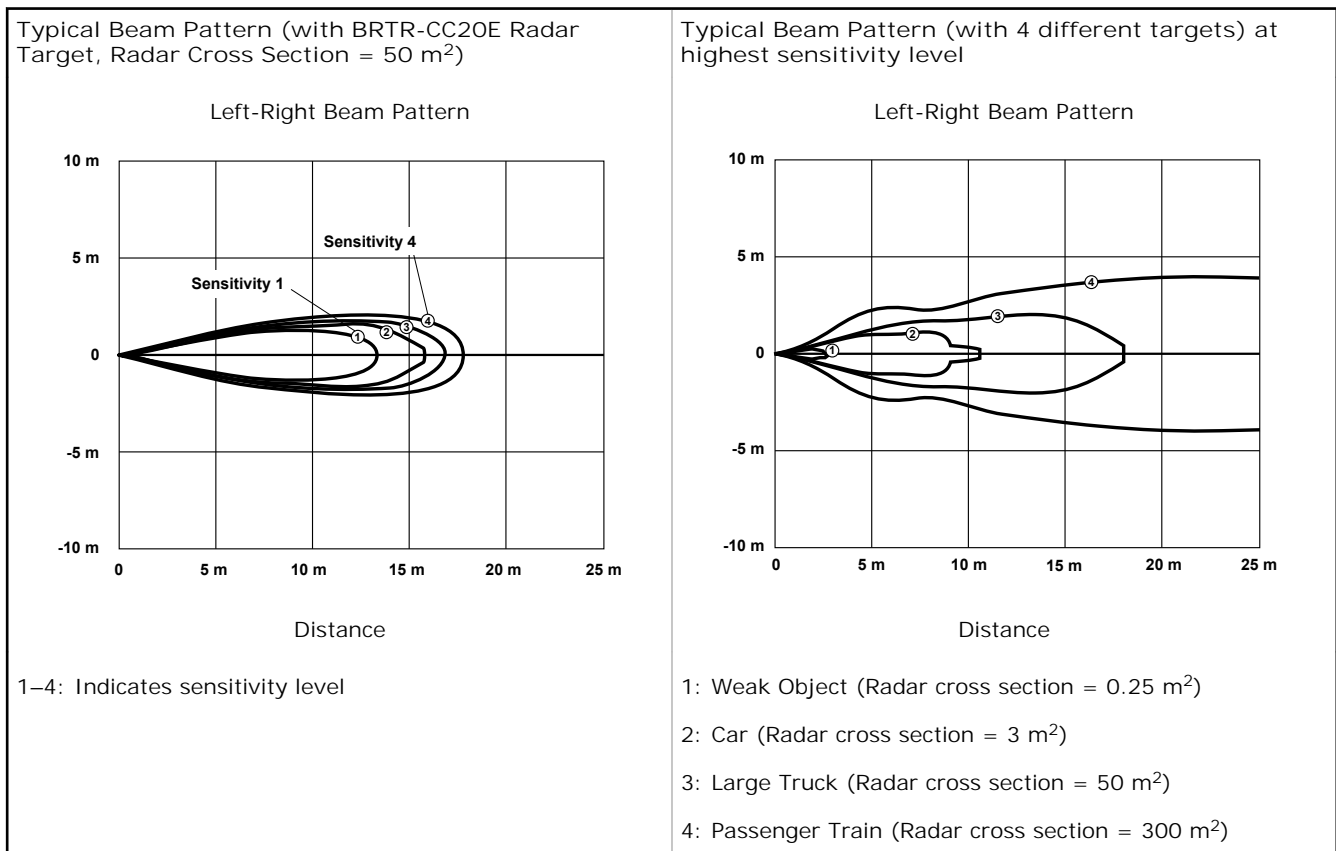 Typical Beam Pattern (with BRTR-CC20E Radar
Target, Radar Cross Section = 50 m²)
Left-Right Beam Pattern
10 m
5 m
0
-5 m
-10 m
Sensitivity 4
Sensitivity 1
1
2
3
4
0
5 m
10 m
15 m
20 m
25 m
Distance
1–4: Indicates sensitivity level
Typical Beam Pattern (with 4 different targets) at
highest sensitivity level
Left-Right Beam Pattern
10 m
5 m
0
-5 m
-10 m
1
2
3
4
0
5 m
10 m
15 m
20 m
25 m
Distance
1: Weak Object (Radar cross section = 0.25 m²)
2: Car (Radar cross section = 3 m²)
3: Large Truck (Radar cross section = 50 m²)
4: Passenger Train (Radar cross section = 300 m²)